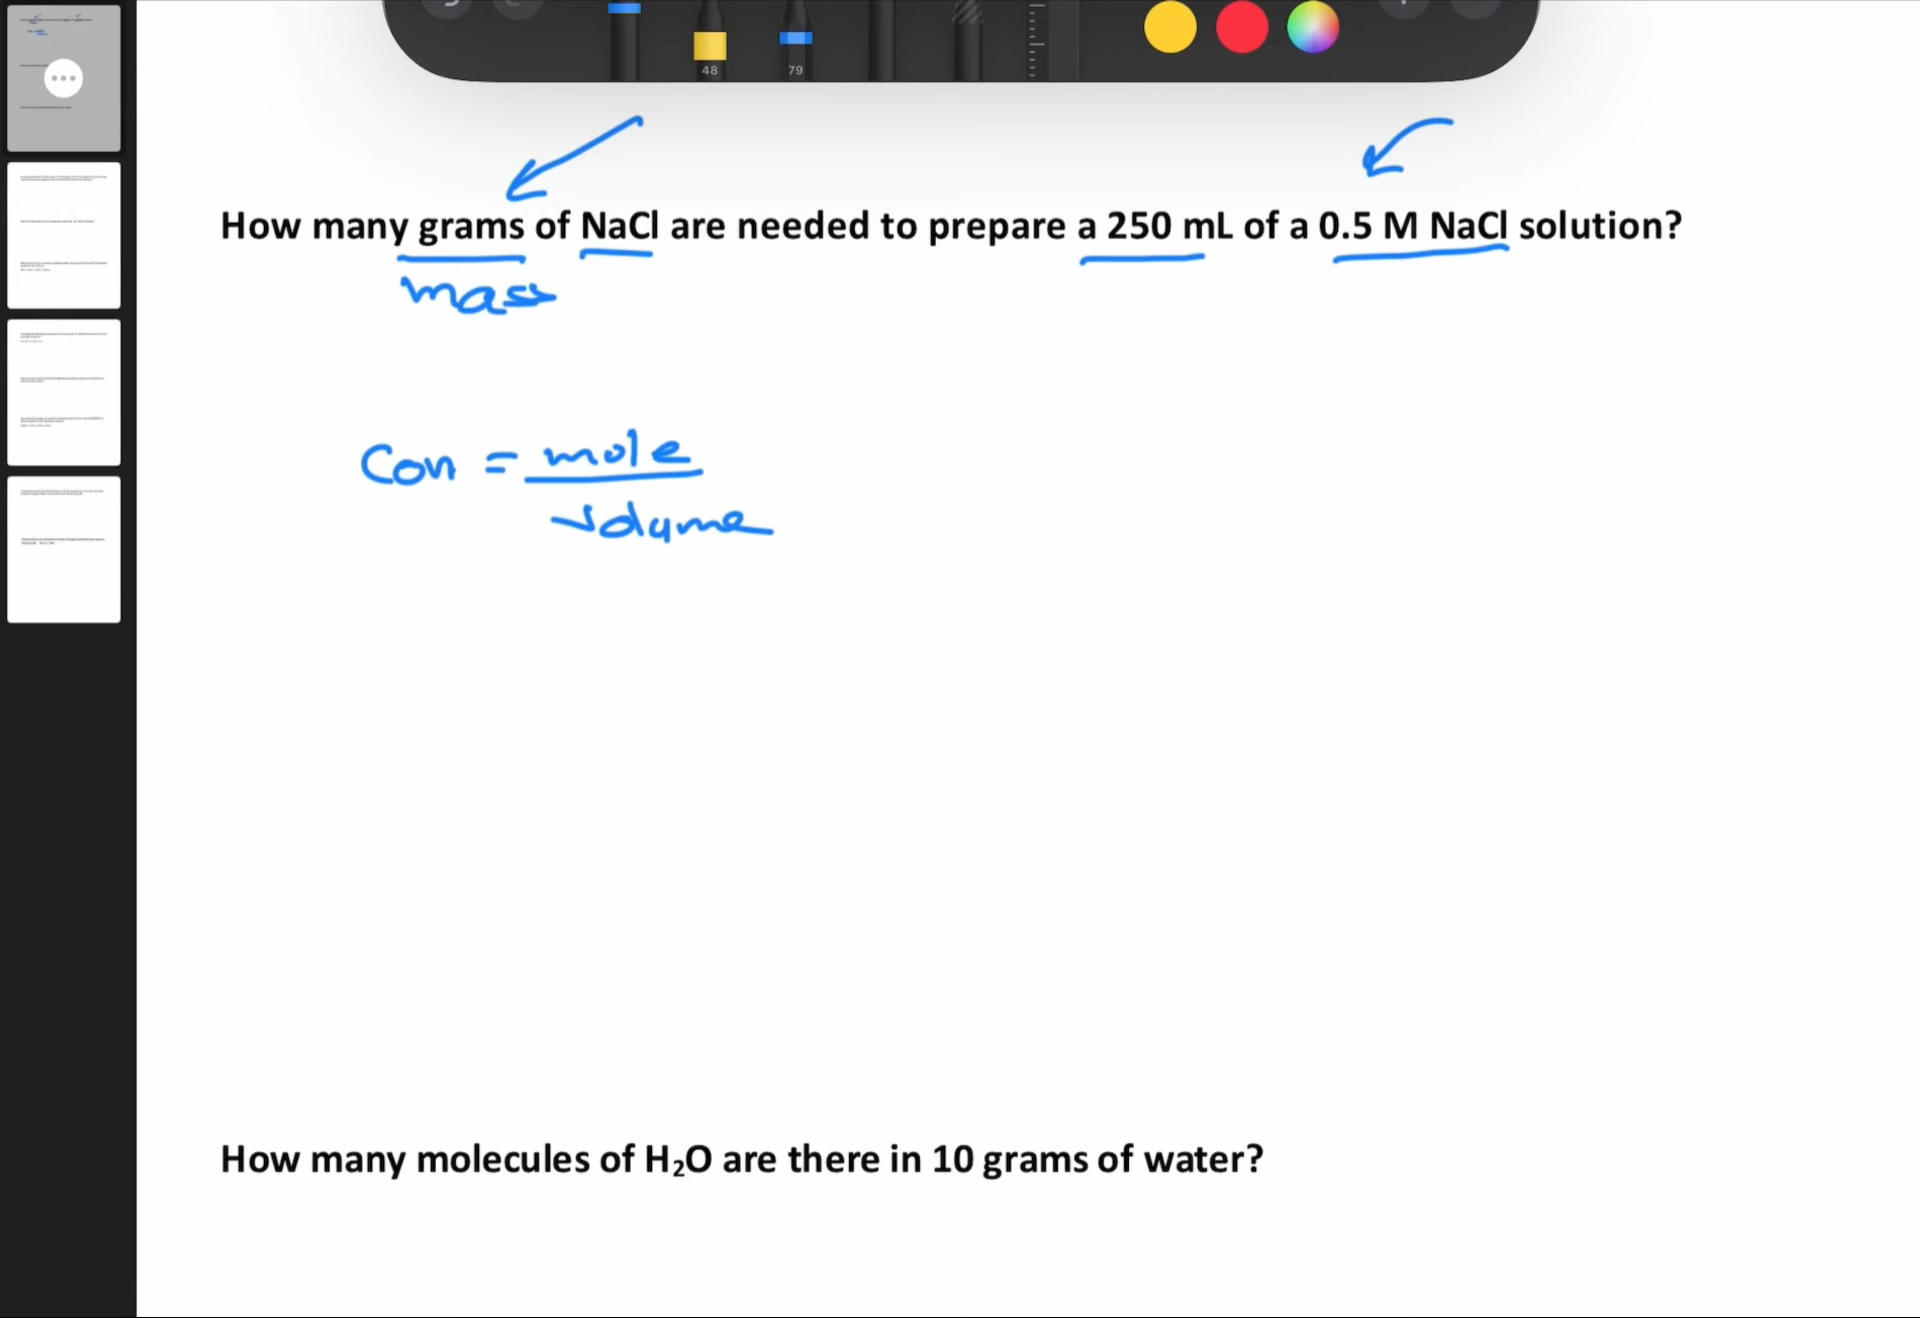 48 79
How many grams of NaCl are needed to prepare a 250 mL of a 0.5 M NaCl solution?
mass
Con = mole
volume
How many molecules of H₂O are there in 10 grams of water?